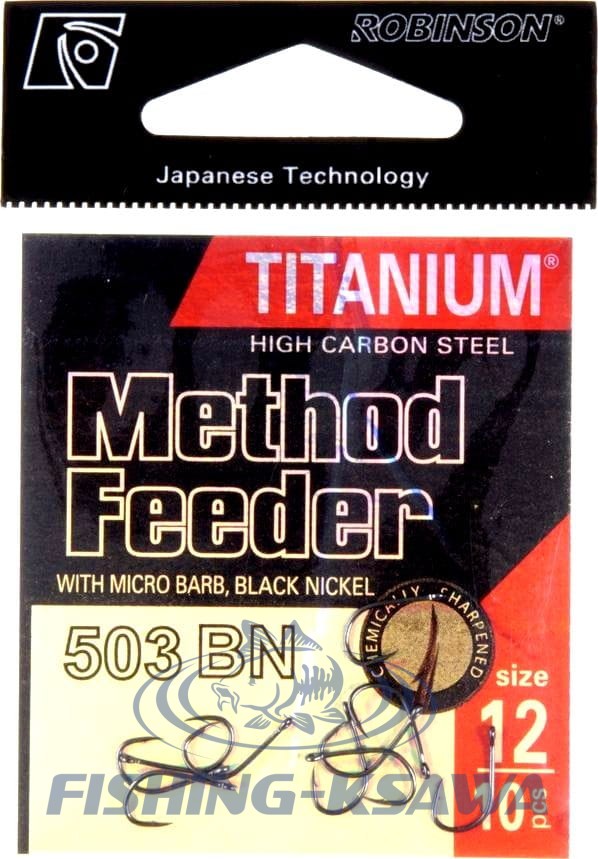 ROBINSON®
Japanese Technology
TITANIUM®
HIGH CARBON STEEL
Method
Feeder
WITH MICRO BARB, BLACK NICKEL
CHEMICALLY SHARPENED
503 BN
size
12
10 pcs
FISHING-KSAWA